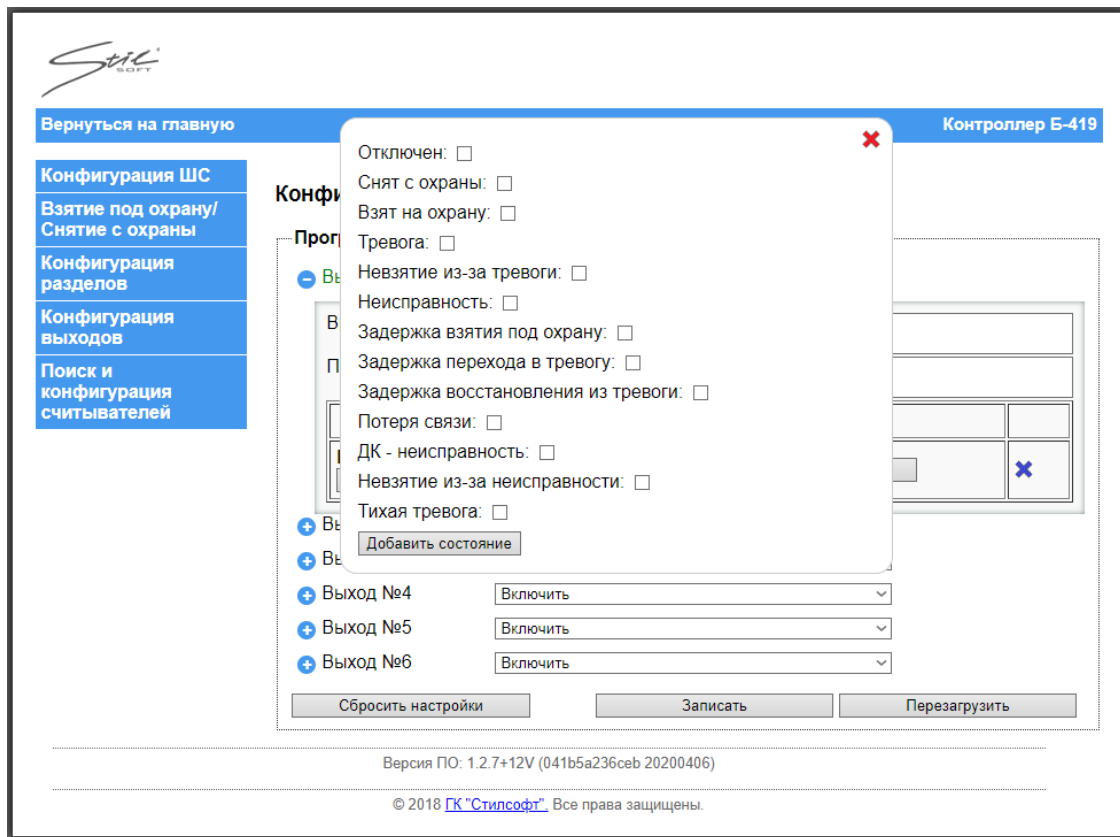 Stil
SOFT
Вернуться на главную
Контроллер Б-419
Конфигурация ШС
Взятие под охрану/
Снятие с охраны
Конфигурация
разделов
Конфигурация
выходов
Поиск и
конфигурация
считывателей
Отключен:
Снят с охраны:
Взят на охрану:
Тревога:
Невзятие из-за тревоги:
Неисправность:
Задержка взятия под охрану:
Задержка перехода в тревогу:
Задержка восстановления из тревоги:
Потеря связи:
ДК - неисправность:
Невзятие из-за неисправности:
Тихая тревога:
Добавить состояние
Выход №4 Включить
Выход №5 Включить
Выход №6 Включить
Сбросить настройки Записать Перезагрузить
Версия ПО: 1.2.7+12V (041b5a236ceb 20200406)
© 2018 ГК "Стилсофт". Все права защищены.